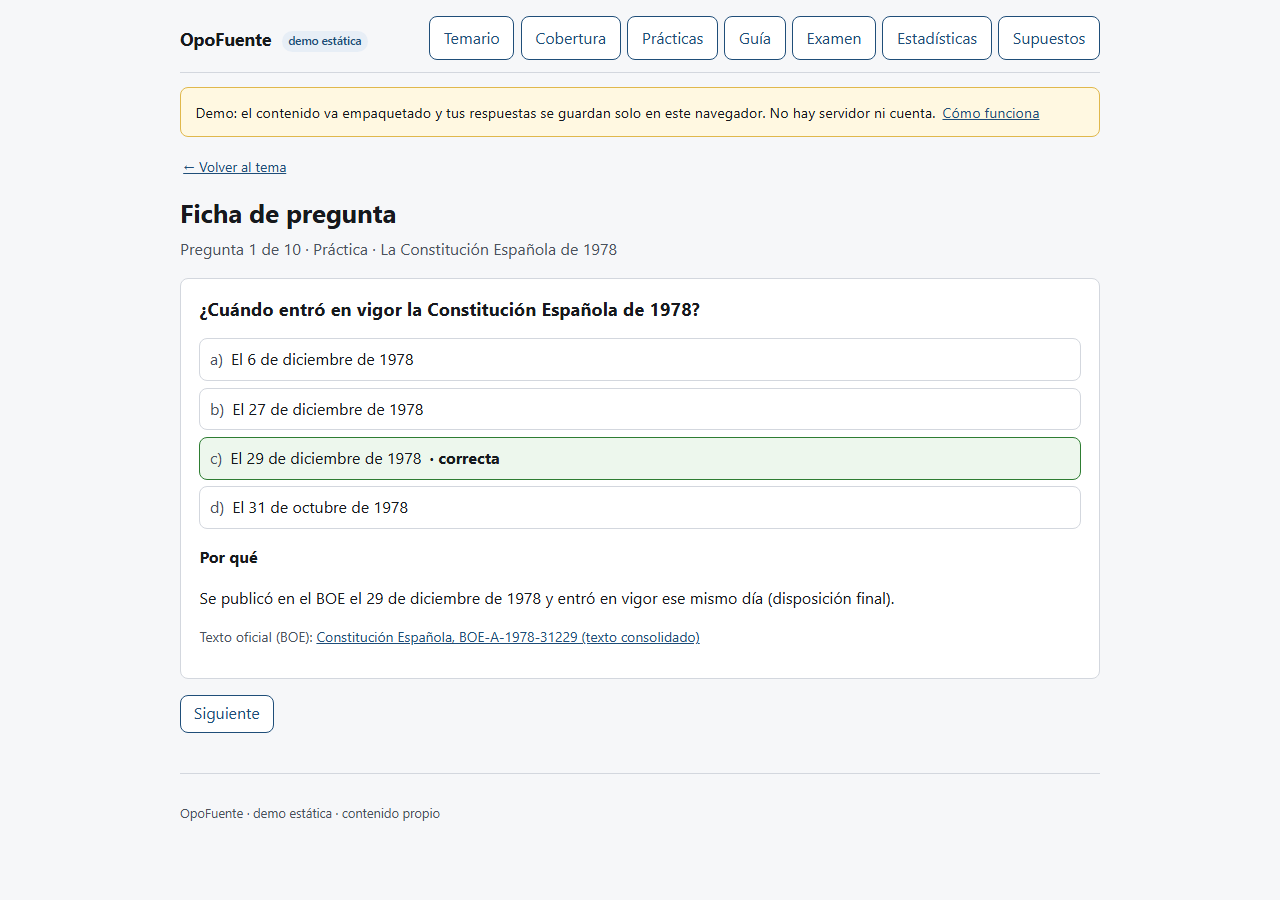 OpoFuente demo estática Temario Cobertura Prácticas Guía Examen Estadísticas Supuestos
Demo: el contenido va empaquetado y tus respuestas se guardan solo en este navegador. No hay servidor ni cuenta. Cómo funciona
← Volver al tema
Ficha de pregunta
Pregunta 1 de 10 · Práctica · La Constitución Española de 1978
¿Cuándo entró en vigor la Constitución Española de 1978?
a) El 6 de diciembre de 1978
b) El 27 de diciembre de 1978
c) El 29 de diciembre de 1978 · correcta
d) El 31 de octubre de 1978
Por qué
Se publicó en el BOE el 29 de diciembre de 1978 y entró en vigor ese mismo día (disposición final).
Texto oficial (BOE): Constitución Española, BOE-A-1978-31229 (texto consolidado)
Siguiente
OpoFuente · demo estática · contenido propio